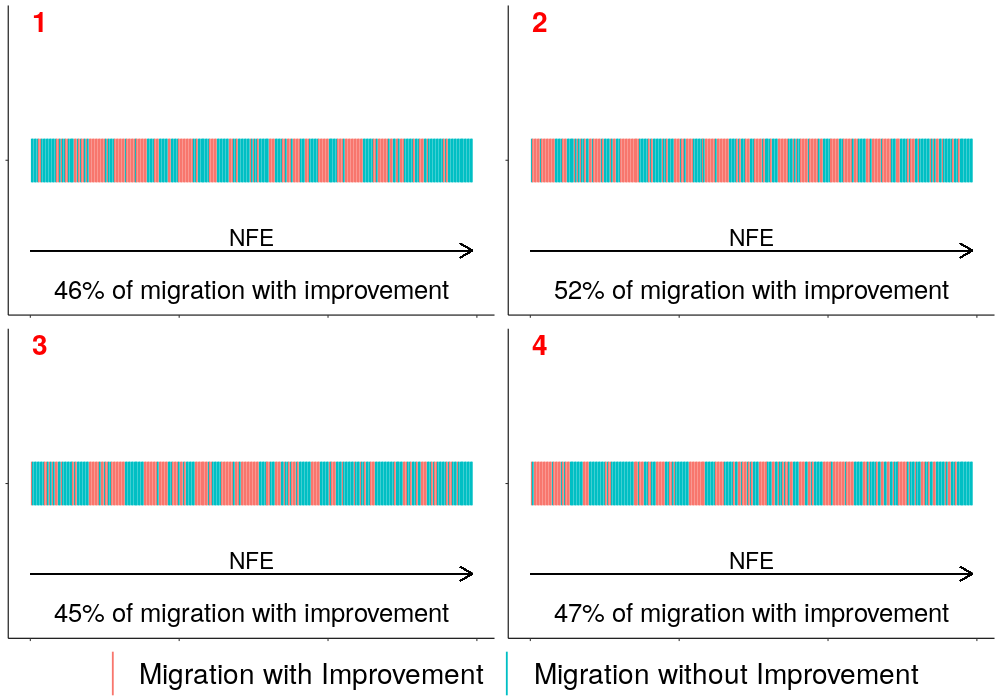 1
NFE
46% of migration with improvement
2
NFE
52% of migration with improvement
3
NFE
45% of migration with improvement
4
NFE
47% of migration with improvement
Migration with Improvement
Migration without Improvement